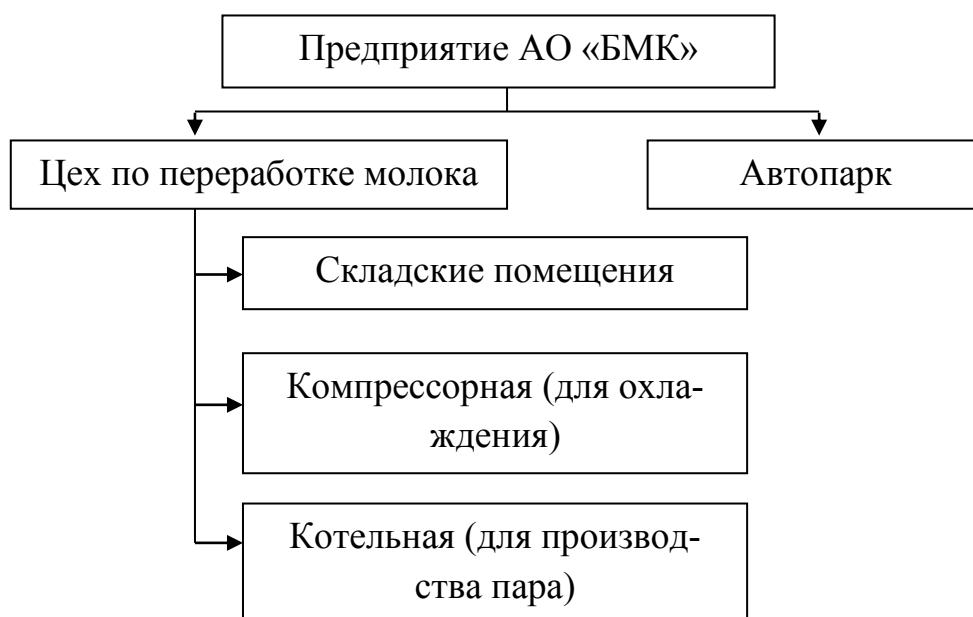 Предприятие АО «БМК»
Цех по переработке молока
Автопарк
Складские помещения
Компрессорная (для охла-
ждения)
Котельная (для производ-
ства пара)